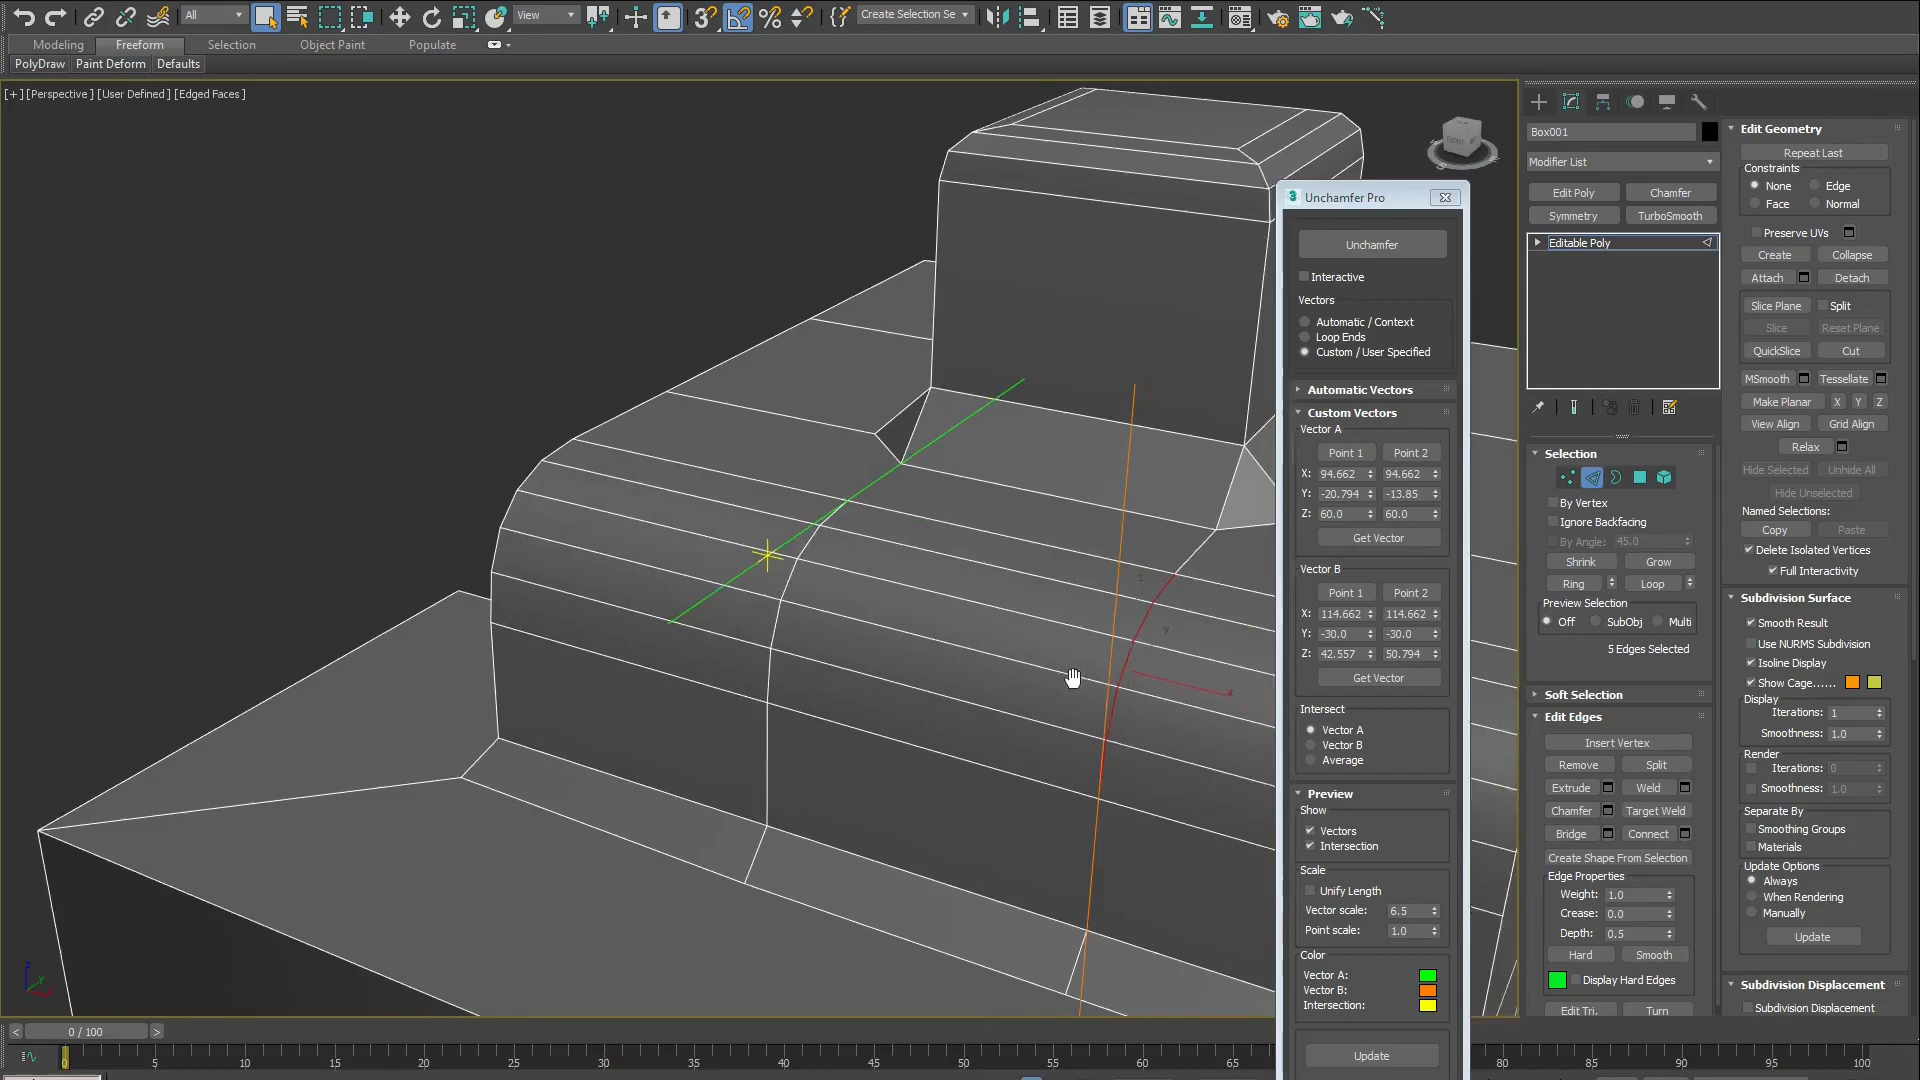 All
View
Create Selection Se
Modeling
Freeform
Selection
Object Paint
Populate
PolyDraw
Paint Deform
Defaults
[+] [Perspective ] [User Defined ] [Edged Faces ]
FRONT
z
y
x
Unchamfer Pro
Unchamfer
Interactive
Vectors
Automatic / Context
Loop Ends
Custom / User Specified
Automatic Vectors
Custom Vectors
Vector A
Point 1
Point 2
X: 94.662 94.662
Y: -20.794 -13.85
Z: 60.0 60.0
Get Vector
Vector B
Point 1
Point 2
X: 114.662 114.662
Y: -30.0 -30.0
Z: 42.557 50.794
Get Vector
Intersect
Vector A
Vector B
Average
Preview
Show
Vectors
Intersection
Scale
Unify Length
Vector scale: 6.5
Point scale: 1.0
Color
Vector A:
Vector B:
Intersection:
Update
Box001
Modifier List
Edit Poly
Chamfer
Symmetry
TurboSmooth
Editable Poly
Selection
By Vertex
Ignore Backfacing
By Angle: 45.0
Shrink
Grow
Ring
Loop
Preview Selection
Off
SubObj
Multi
5 Edges Selected
Soft Selection
Edit Edges
Insert Vertex
Remove
Split
Extrude
Weld
Chamfer
Target Weld
Bridge
Connect
Create Shape From Selection
Edge Properties
Weight: 1.0
Crease: 0.0
Depth: 0.5
Hard
Smooth
Display Hard Edges
Edit Tri.
Turn
Edit Geometry
Repeat Last
Constraints
None
Edge
Face
Normal
Preserve UVs
Create
Collapse
Attach
Detach
Slice Plane
Split
Slice
Reset Plane
QuickSlice
Cut
MSmooth
Tessellate
Make Planar
X
Y
Z
View Align
Grid Align
Relax
Hide Selected
Unhide All
Hide Unselected
Named Selections:
Copy
Paste
Delete Isolated Vertices
Full Interactivity
Subdivision Surface
Smooth Result
Use NURMS Subdivision
Isoline Display
Show Cage......
Display
Iterations: 1
Smoothness: 1.0
Render
Iterations: 0
Smoothness: 1.0
Separate By
Smoothing Groups
Materials
Update Options
Always
When Rendering
Manually
Update
Subdivision Displacement
Subdivision Displacement
< 0 / 100 >
0 5 10 15 20 25 30 35 40 45 50 55 60 65 80 85 90 95 100